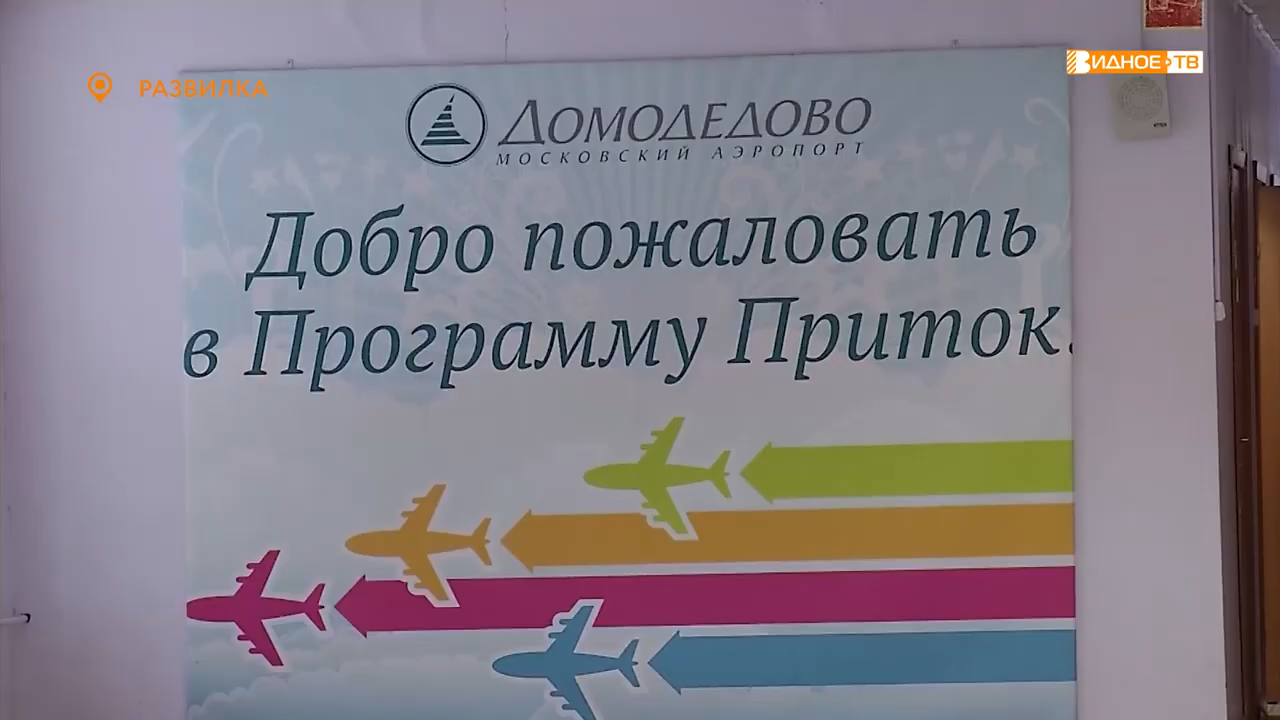 РАЗВИЛКА
ВИДНОЕ-ТВ
ДОМОДЕДОВО
МОСКОВСКИЙ АЭРОПОРТ
Добро пожаловать
в Программу Приток.